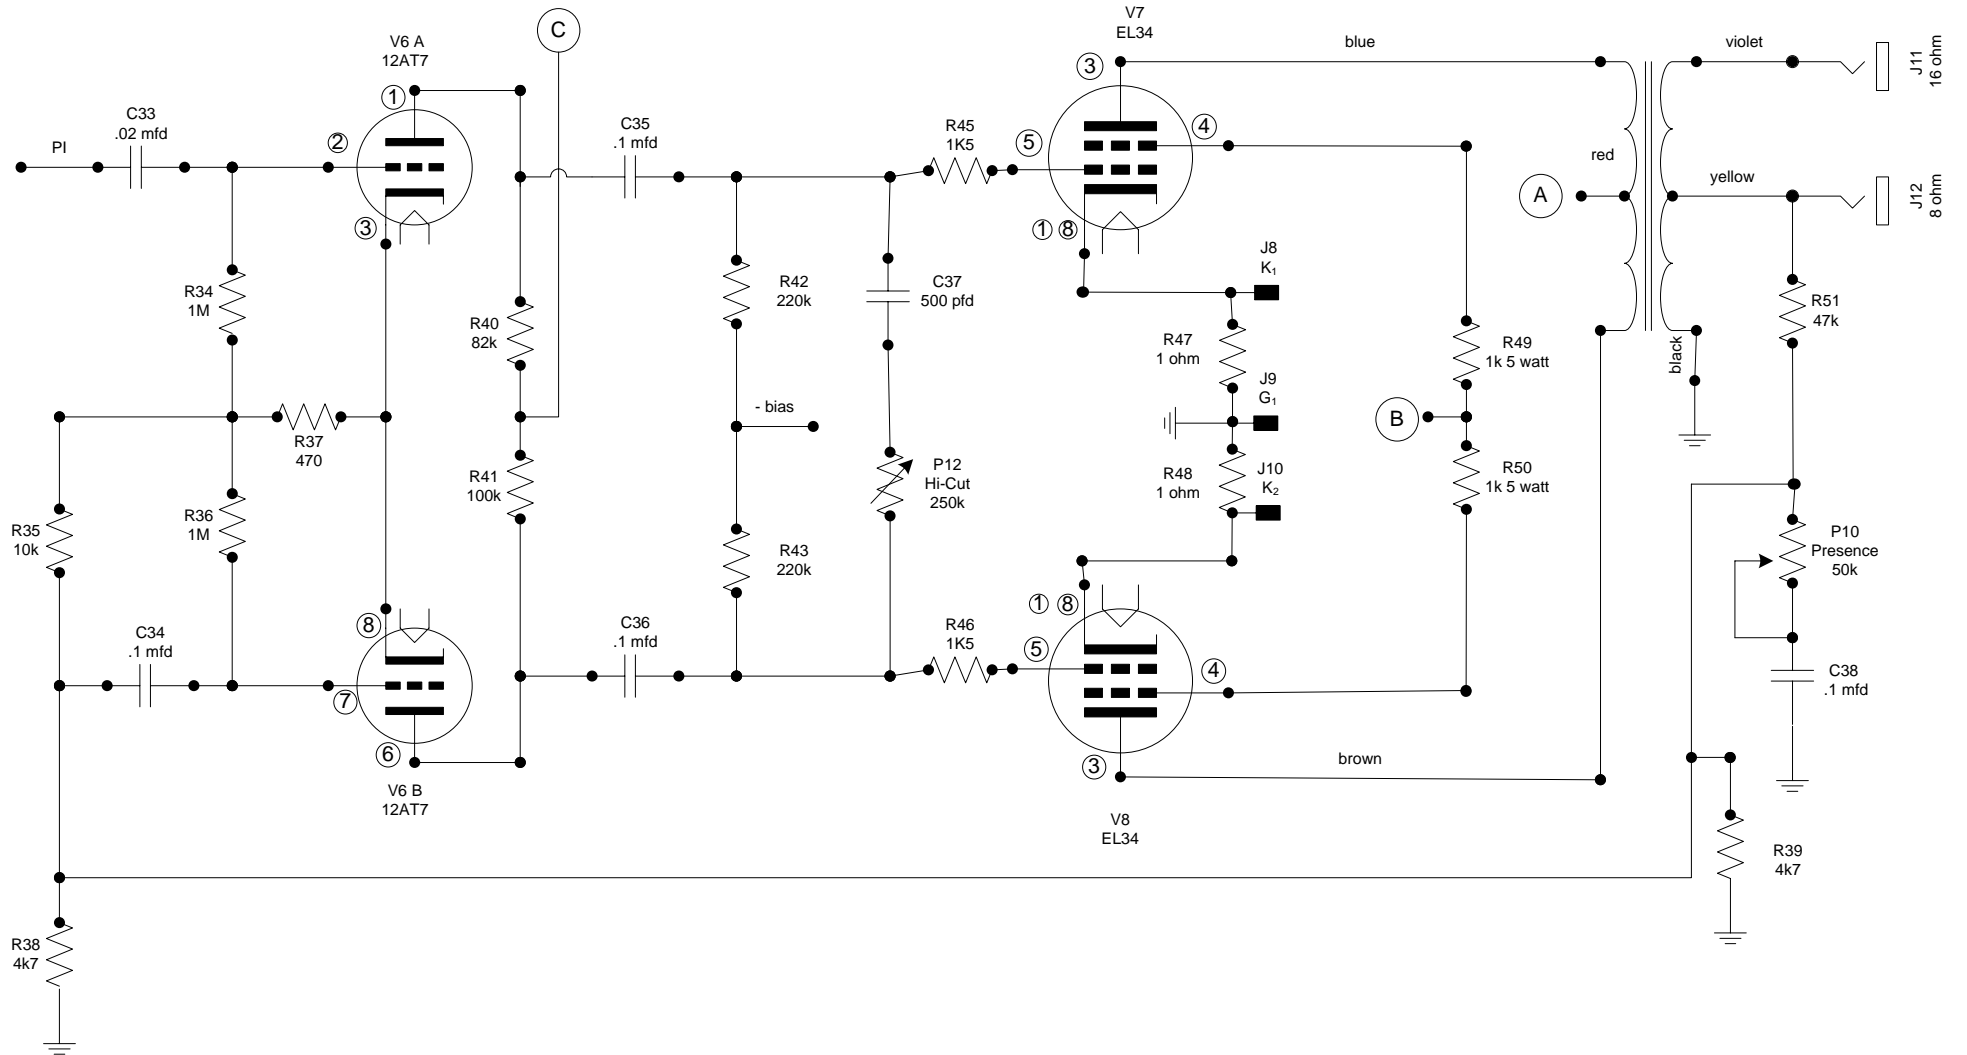 C
V6 A
12AT7
1
2
3
C33
.02 mfd
PI
C35
.1 mfd
R45
1K5
V7
EL34
3
5
4
1 8
blue
violet
J11
16 ohm
red
yellow
J12
8 ohm
A
R34
1M
R40
82k
R42
220k
C37
500 pfd
J8
K1
R47
1 ohm
J9
G1
R49
1k 5 watt
R51
47k
black
- bias
B
R37
470
R41
100k
P12
Hi-Cut
250k
R48
1 ohm
J10
K2
R50
1k 5 watt
R35
10k
R36
1M
R43
220k
P10
Presence
50k
C34
.1 mfd
8
7
6
V6 B
12AT7
C36
.1 mfd
R46
1K5
1 8
5
4
3
V8
EL34
brown
C38
.1 mfd
R39
4k7
R38
4k7